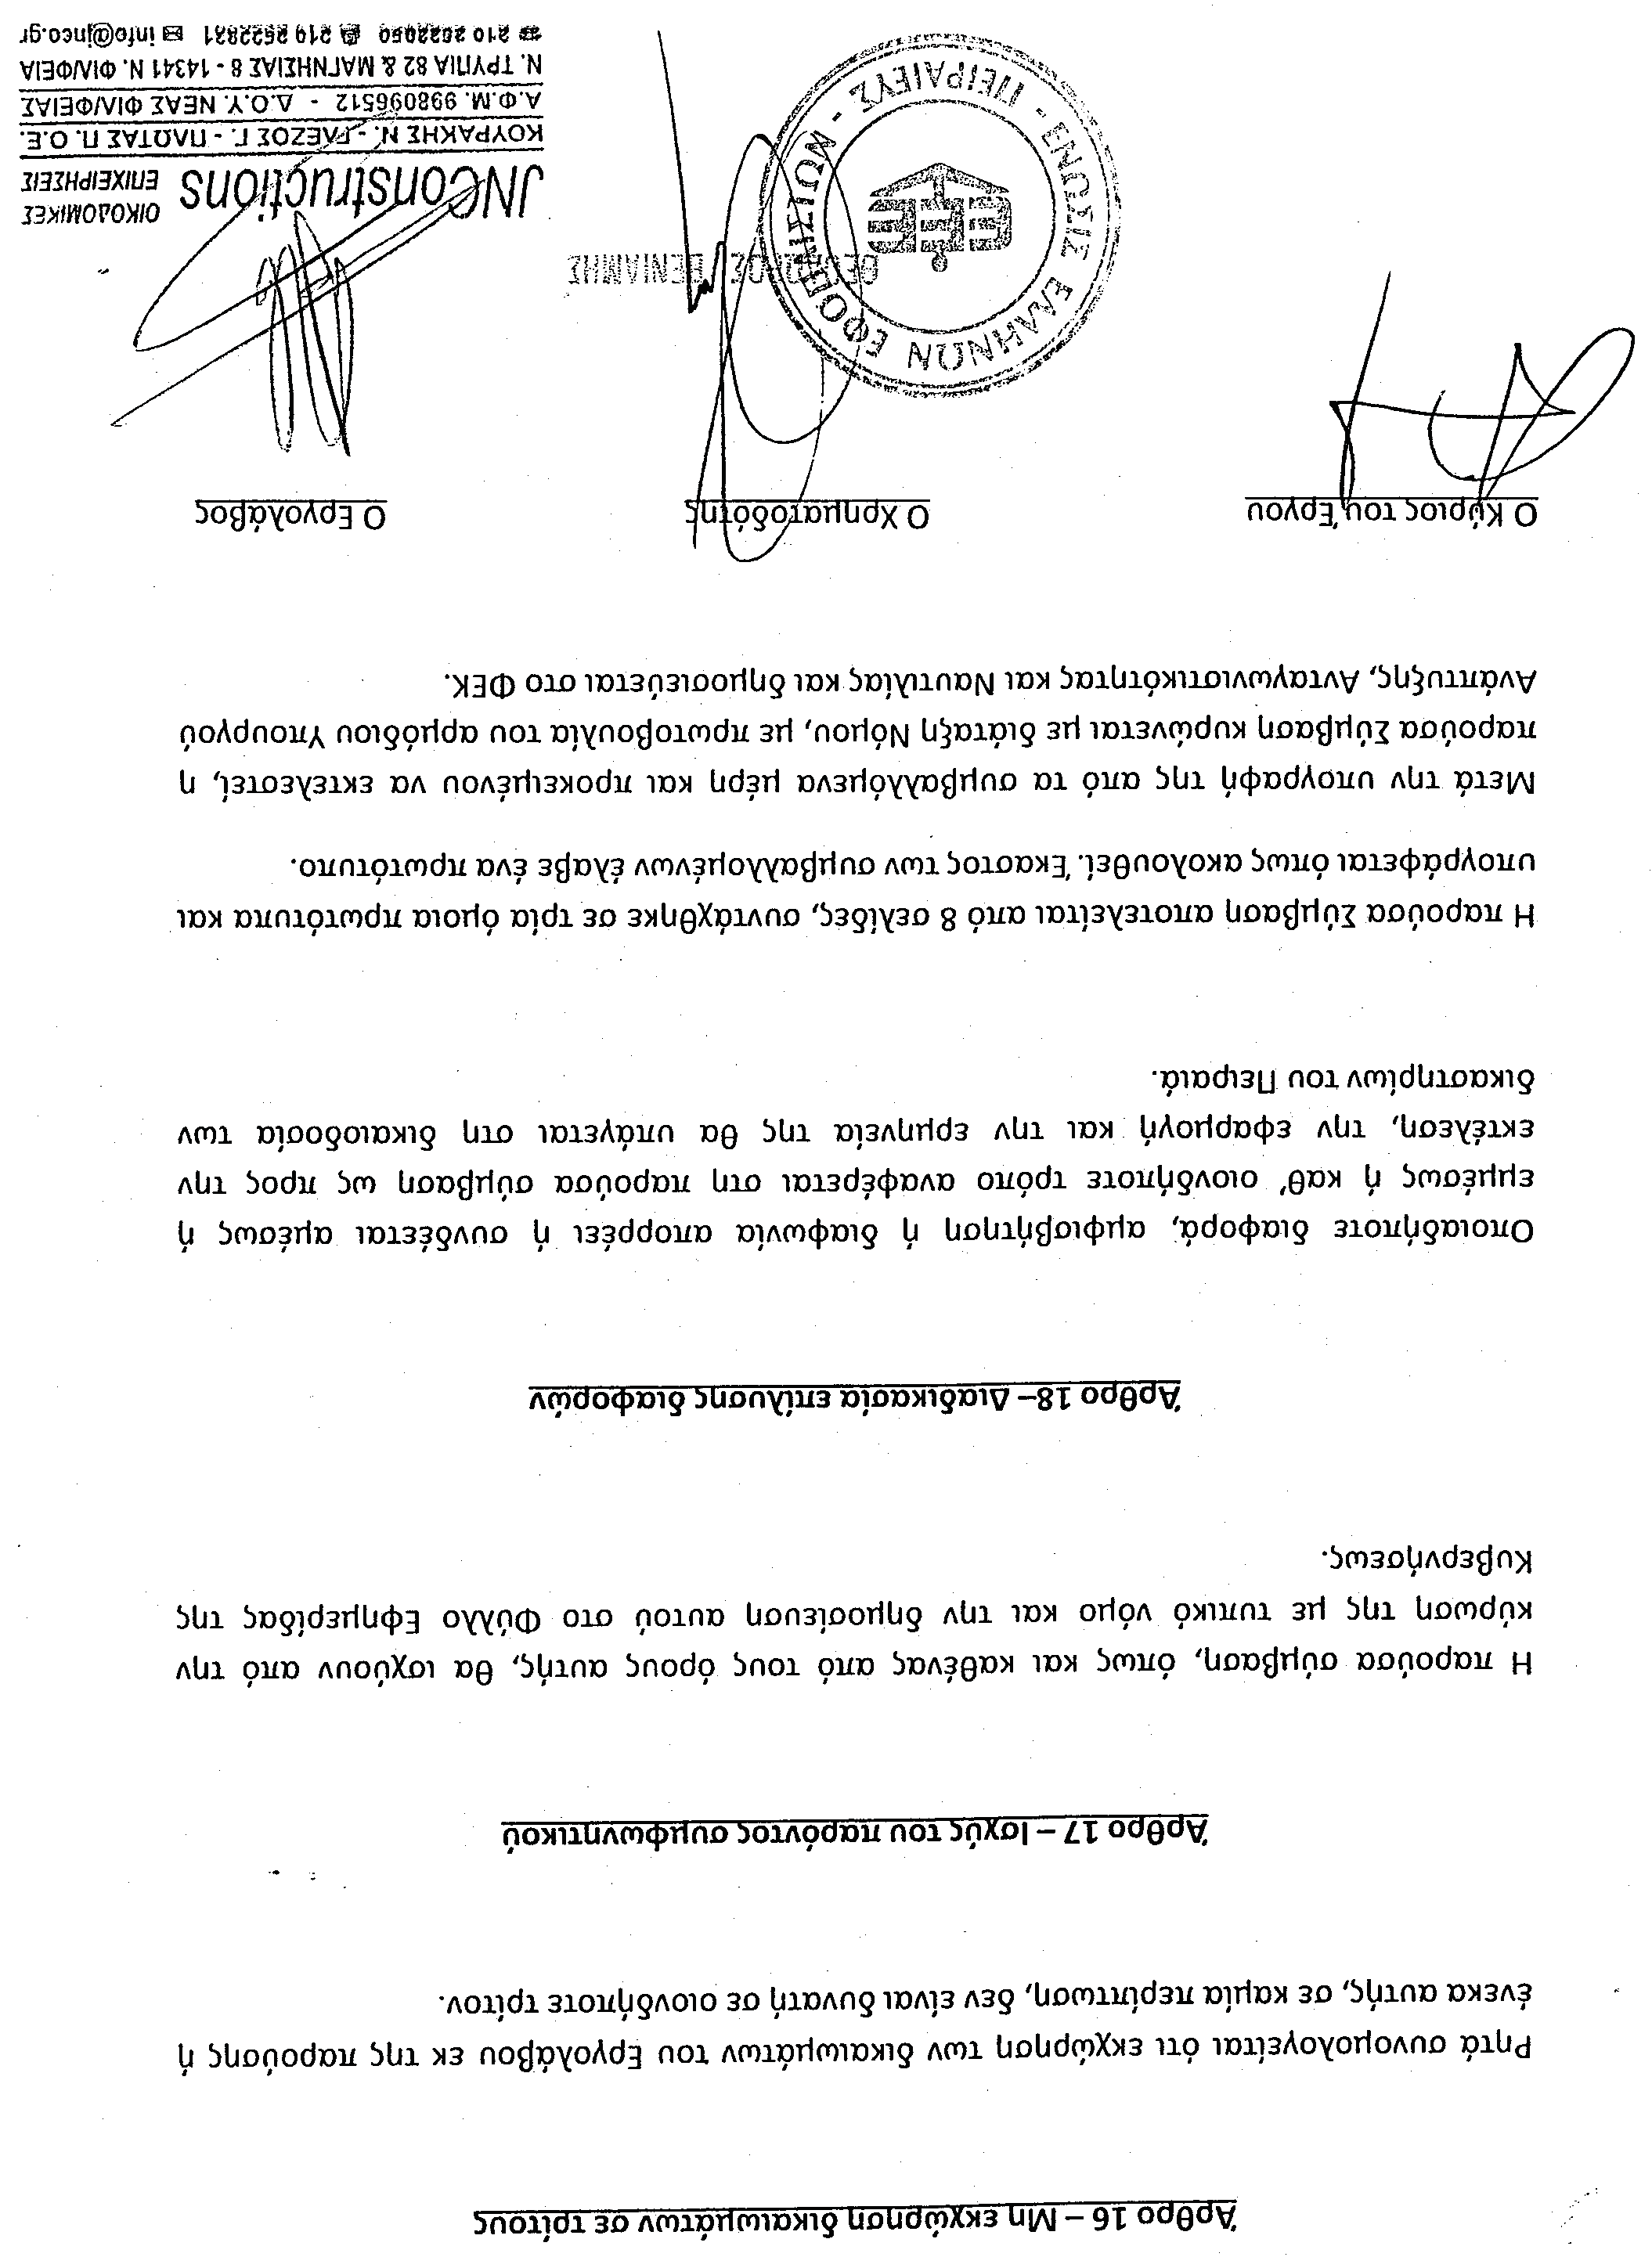 Άρθρο 16 – Μη εκχώρηση δικαιωμάτων σε τρίτους
Ρητά συνομολογείται ότι εκχώρηση των δικαιωμάτων του Εργολάβου εκ της παρούσης ή
ένεκα αυτής, σε καμία περίπτωση, δεν είναι δυνατή σε οιονδήποτε τρίτον.
Άρθρο 17 – Ισχύς του παρόντος συμφωνητικού
Η παρούσα σύμβαση, όπως και καθένας από τους όρους αυτής, θα ισχύουν από την
κύρωση της με τυπικό νόμο και την δημοσίευση αυτού στο Φύλλο Εφημερίδας της
Κυβερνήσεως.
Άρθρο 18– Διαδικασία επίλυσης διαφορών
Οποιαδήποτε διαφορά, αμφισβήτηση ή διαφωνία απορρέει ή συνδέεται αμέσως ή
εμμέσως ή καθ’ οιονδήποτε τρόπο αναφέρεται στη παρούσα σύμβαση ως προς την
εκτέλεση, την εφαρμογή και την ερμηνεία της θα υπάγεται στη δικαιοδοσία των
δικαστηρίων του Πειραιά.
Η παρούσα Σύμβαση αποτελείται από 8 σελίδες, συντάχθηκε σε τρία όμοια πρωτότυπα και
υπογράφεται όπως ακολουθεί. Έκαστος των συμβαλλομένων έλαβε ένα πρωτότυπο.
Μετά την υπογραφή της από τα συμβαλλόμενα μέρη και προκειμένου να εκτελεστεί, η
παρούσα Σύμβαση κυρώνεται με διάταξη Νόμου, με πρωτοβουλία του αρμόδιου Υπουργού
Ανάπτυξης, Ανταγωνιστικότητας και Ναυτιλίας και δημοσιεύεται στο ΦΕΚ.
Ο Κύριος του Έργου
Ο Χρηματοδότης
Ο Εργολάβος
ΕΝΩΣΙΣ ΕΛΛΗΝΩΝ ΕΦΟΠΛΙΣΤΩΝ - ΠΕΙΡΑΙΕΥΣ -
ΒΕΝΙΑΜΗΣ
JNConstructions
ΟΙΚΟΔΟΜΙΚΕΣ
ΕΠΙΧΕΙΡΗΣΕΙΣ
ΚΟΥΡΑΚΗΣ Ν. - ΓΛΕΖΟΣ Γ. - ΠΛΩΤΑΣ Π. Ο.Ε.
Α.Φ.Μ. 998096512 - Δ.Ο.Υ. ΝΕΑΣ ΦΙΛ/ΦΕΙΑΣ
Ν. ΤΡΥΠΙΑ 82 & ΜΑΓΝΗΣΙΑΣ 8 - 14341 Ν. ΦΙΛ/ΦΕΙΑ
210 210 info@jnco.gr